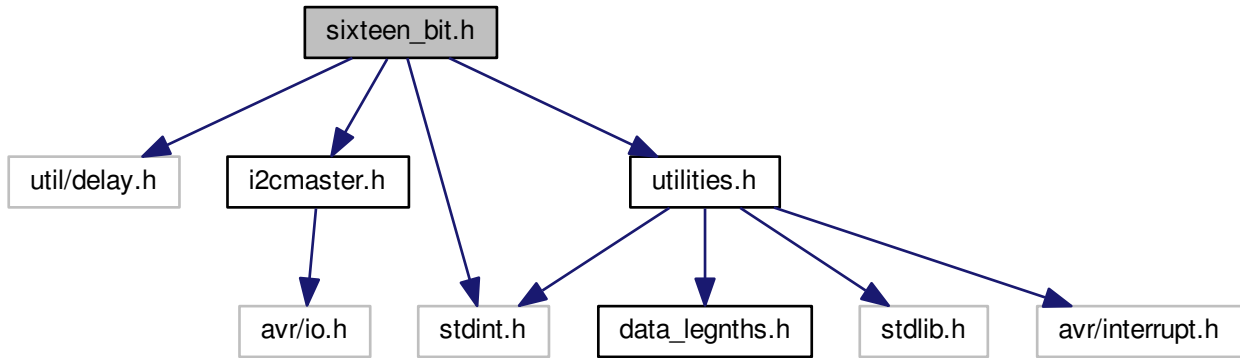 sixteen_bit.h
util/delay.h
i2cmaster.h
utilities.h
avr/io.h
stdint.h
data_legnths.h
stdlib.h
avr/interrupt.h